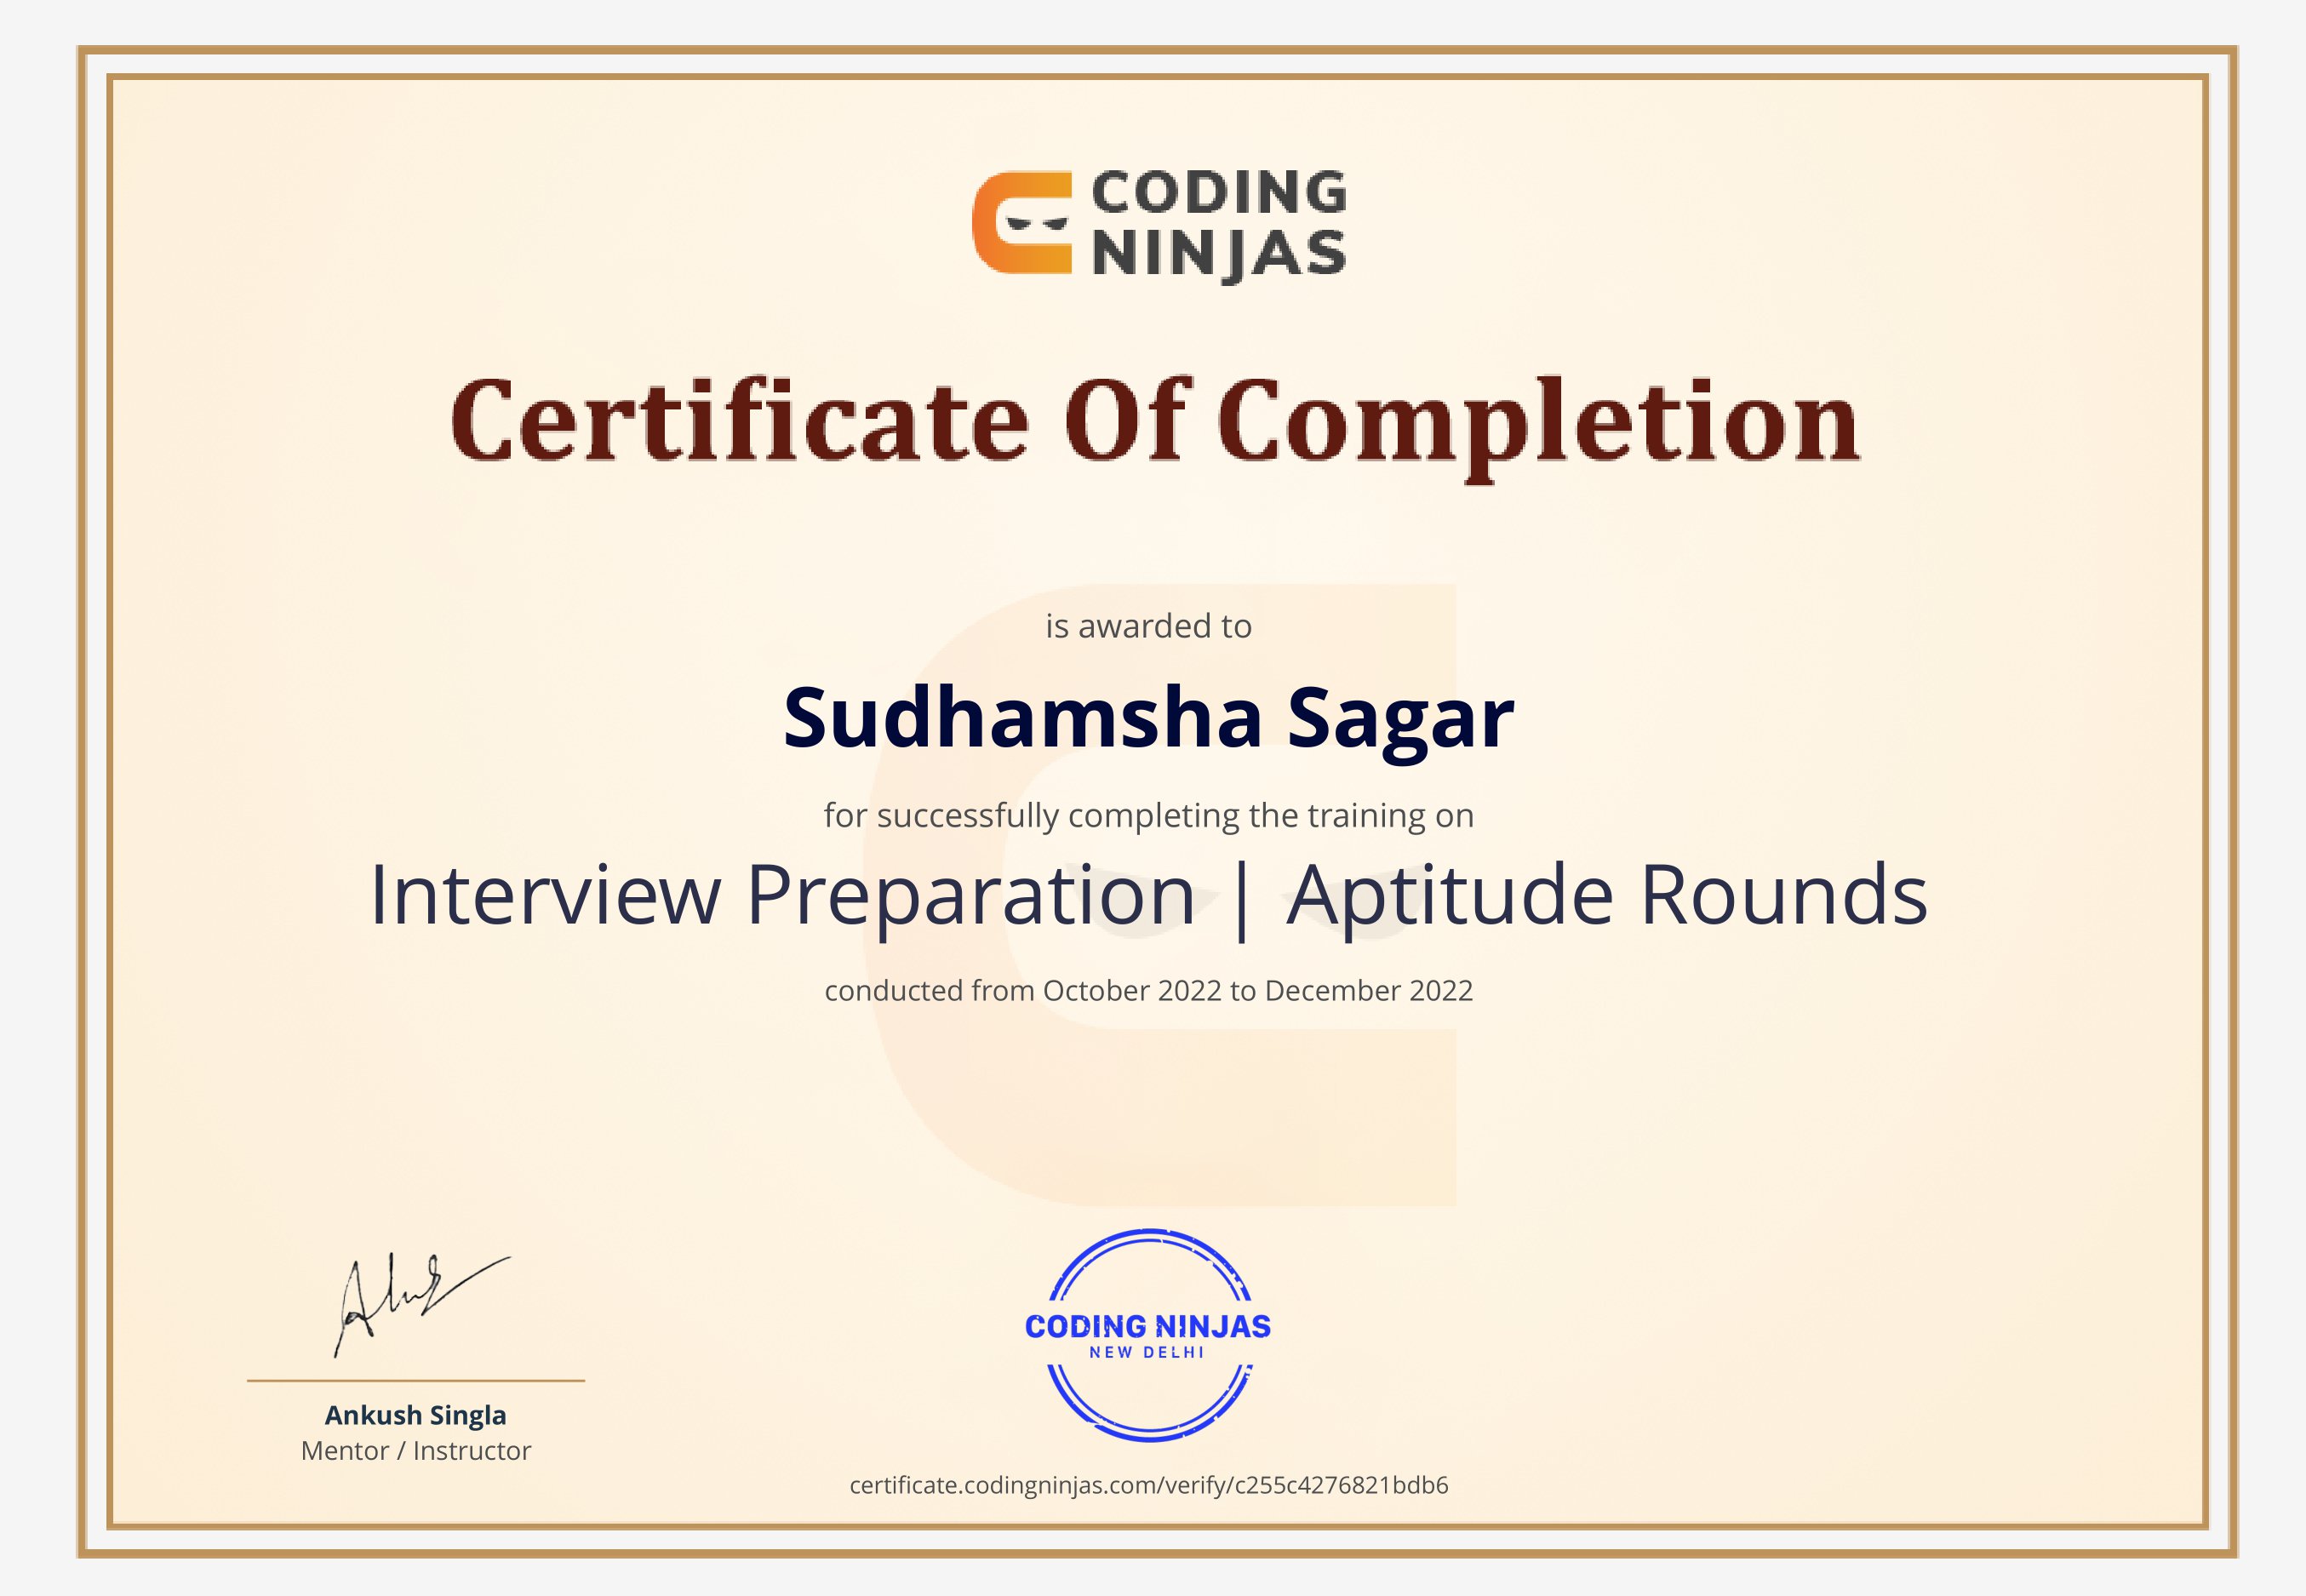 CODING
NINJAS
Certificate Of Completion
is awarded to
Sudhamsha Sagar
for successfully completing the training on
Interview Preparation | Aptitude Rounds
conducted from October 2022 to December 2022
CODING NINJAS
NEW DELHI
Ankush Singla
Mentor / Instructor
certificate.codingninjas.com/verify/c255c4276821bdb6